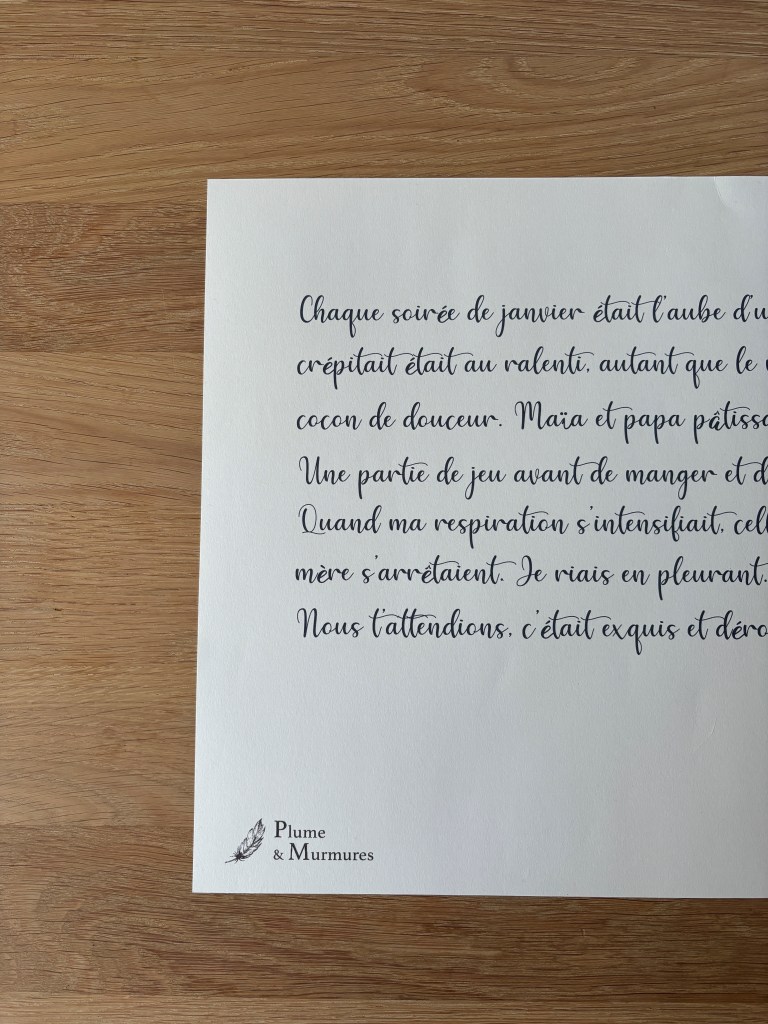 Chaque soirée de janvier était l'aube d'u
crépitait était au ralenti, autant que le
cocon de douceur. Maïa et papa pâtiss
Une partie de jeu avant de manger et d
Quand ma respiration s'intensifiait, cell
mère s'arrêtaient. Je riais en pleurant.
Nous t'attendions, c'était exquis et déro
Plume
& Murmures